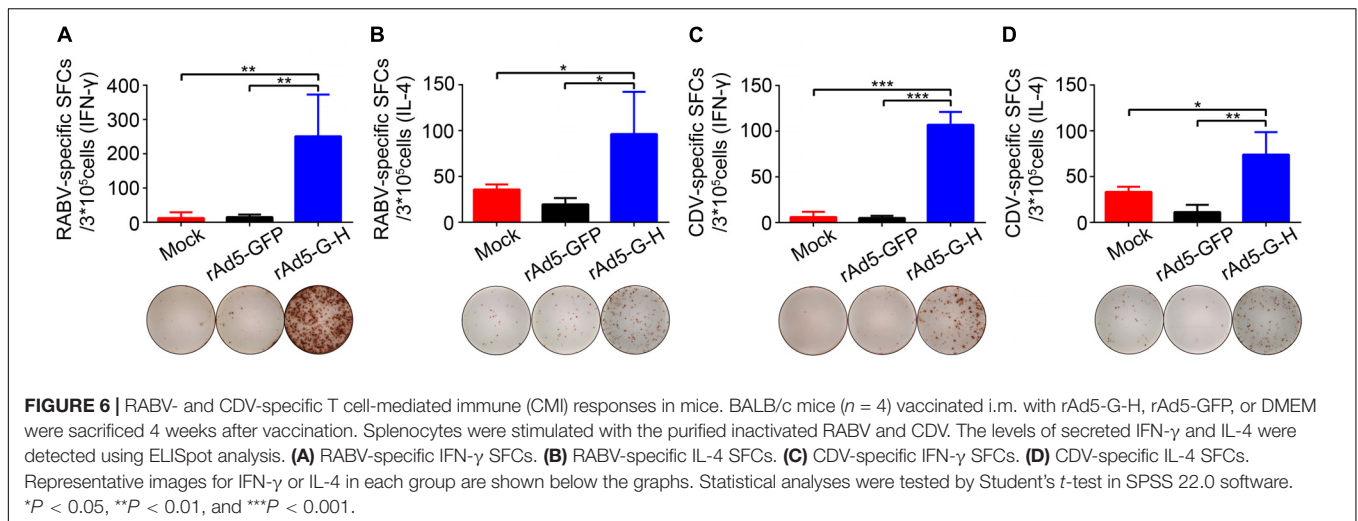 A
B
C
D
RABV-specific SFCs
/3*10⁵cells (IFN-γ)
400
300
200
100
0
**
**
Mock
rAd5-GFP
rAd5-G-H
RABV-specific SFCs
/3*10⁵cells (IL-4)
150
100
50
0
*
*
Mock
rAd5-GFP
rAd5-G-H
CDV-specific SFCs
/3*10⁵cells (IFN-γ)
150
100
50
0
***
***
Mock
rAd5-GFP
rAd5-G-H
CDV-specific SFCs
/3*10⁵cells (IL-4)
150
100
50
0
*
**
Mock
rAd5-GFP
rAd5-G-H
FIGURE 6 | RABV- and CDV-specific T cell-mediated immune (CMI) responses in mice. BALB/c mice (n = 4) vaccinated i.m. with rAd5-G-H, rAd5-GFP, or DMEM
were sacrificed 4 weeks after vaccination. Splenocytes were stimulated with the purified inactivated RABV and CDV. The levels of secreted IFN-γ and IL-4 were
detected using ELISpot analysis. (A) RABV-specific IFN-γ SFCs. (B) RABV-specific IL-4 SFCs. (C) CDV-specific IFN-γ SFCs. (D) CDV-specific IL-4 SFCs.
Representative images for IFN-γ or IL-4 in each group are shown below the graphs. Statistical analyses were tested by Student's t-test in SPSS 22.0 software.
*P < 0.05, **P < 0.01, and ***P < 0.001.